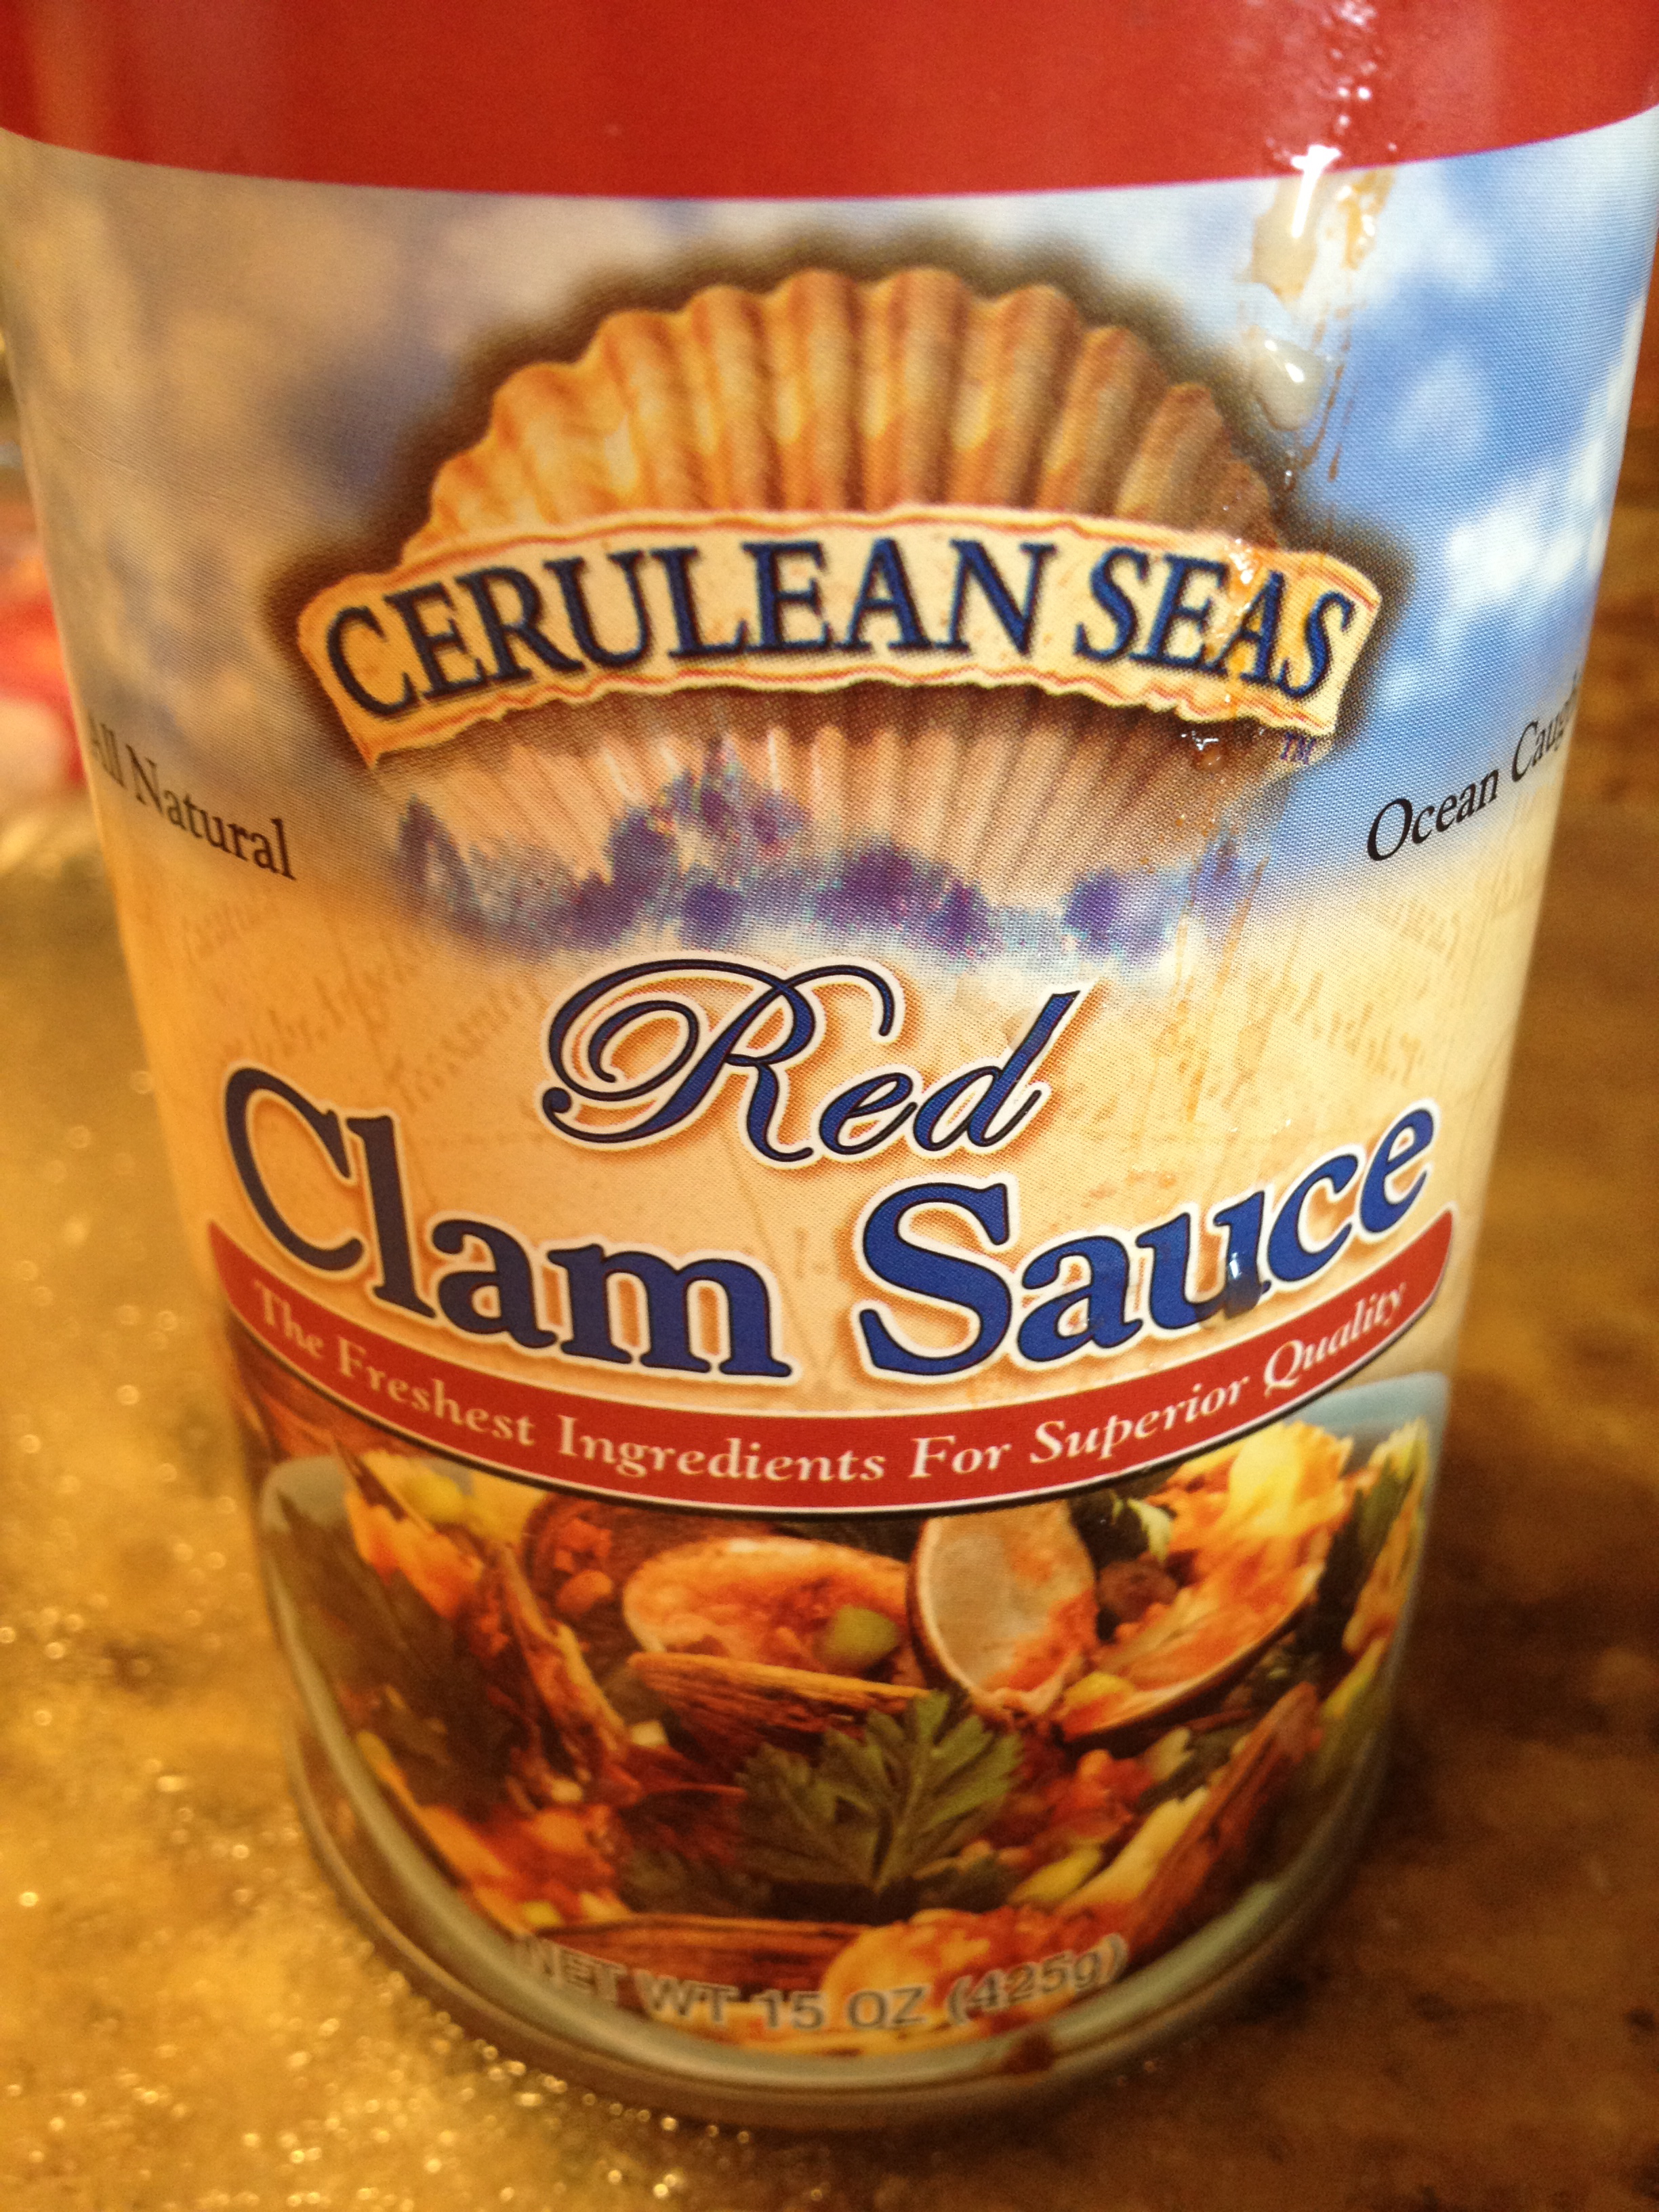 CERULEAN SEAS
TM
All Natural
Ocean
Red
Clam Sauce
The Freshest Ingredients For Superior Quality
NET WT 15 OZ (425g)